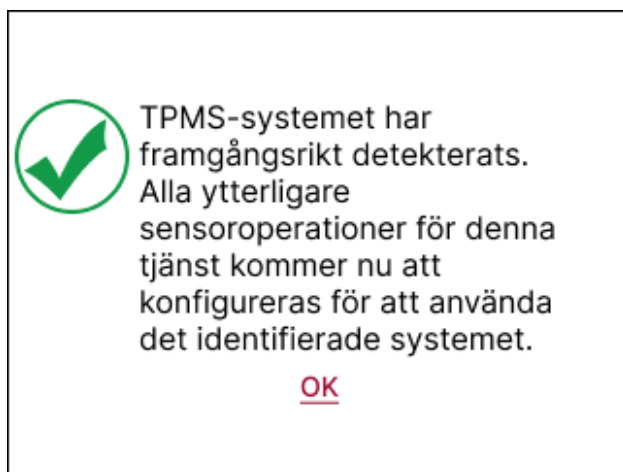 TPMS-systemet har
framgångsrikt detekterats.
Alla ytterligare
sensoroperationer för denna
tjänst kommer nu att
konfigureras för att använda
det identifierade systemet.
OK